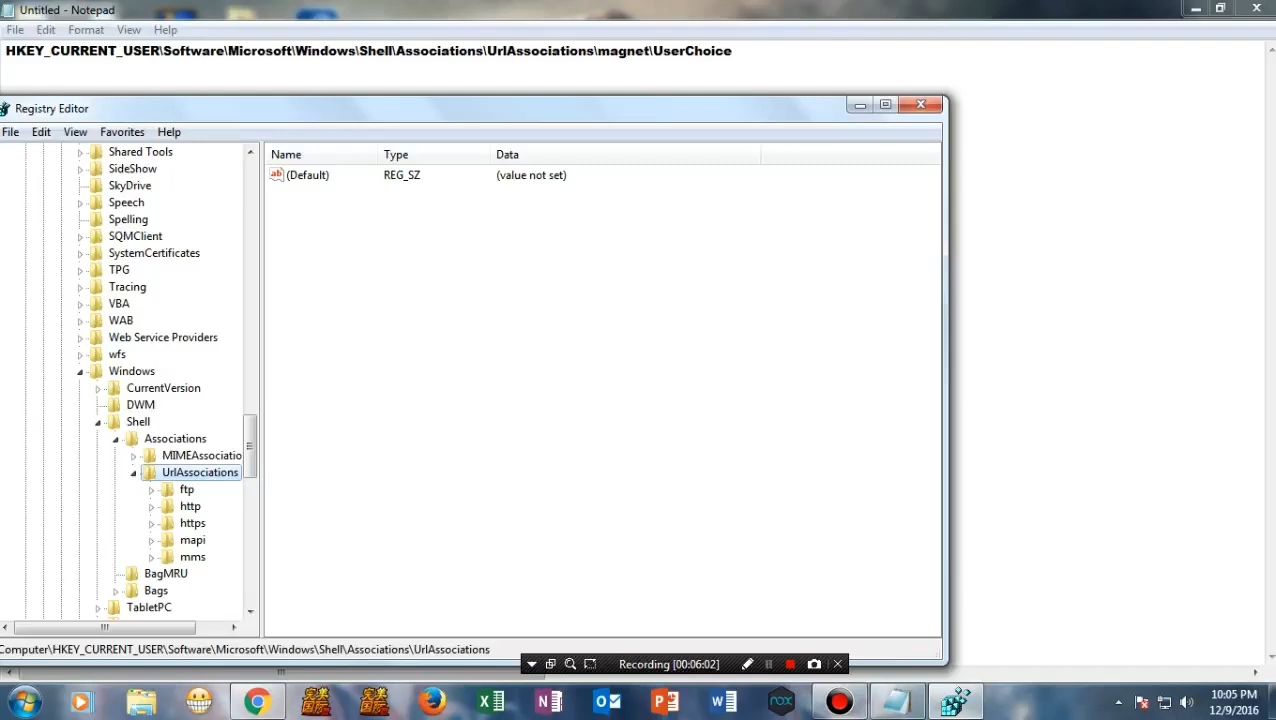 Untitled - Notepad
File Edit Format View Help
HKEY_CURRENT_USER\Software\Microsoft\Windows\Shell\Associations\UrlAssociations\magnet\UserChoice
Registry Editor
File Edit View Favorites Help
Name Type Data
ab (Default) REG_SZ (value not set)
Shared Tools
SideShow
SkyDrive
Speech
Spelling
SQMClient
SystemCertificates
TPG
Tracing
VBA
WAB
Web Service Providers
wfs
Windows
CurrentVersion
DWM
Shell
Associations
MIMEAssociatio
UrlAssociations
ftp
http
https
mapi
mms
BagMRU
Bags
TabletPC
Computer\HKEY_CURRENT_USER\Software\Microsoft\Windows\Shell\Associations\UrlAssociations
Recording [00:06:02]
nox
10:05 PM
12/9/2016